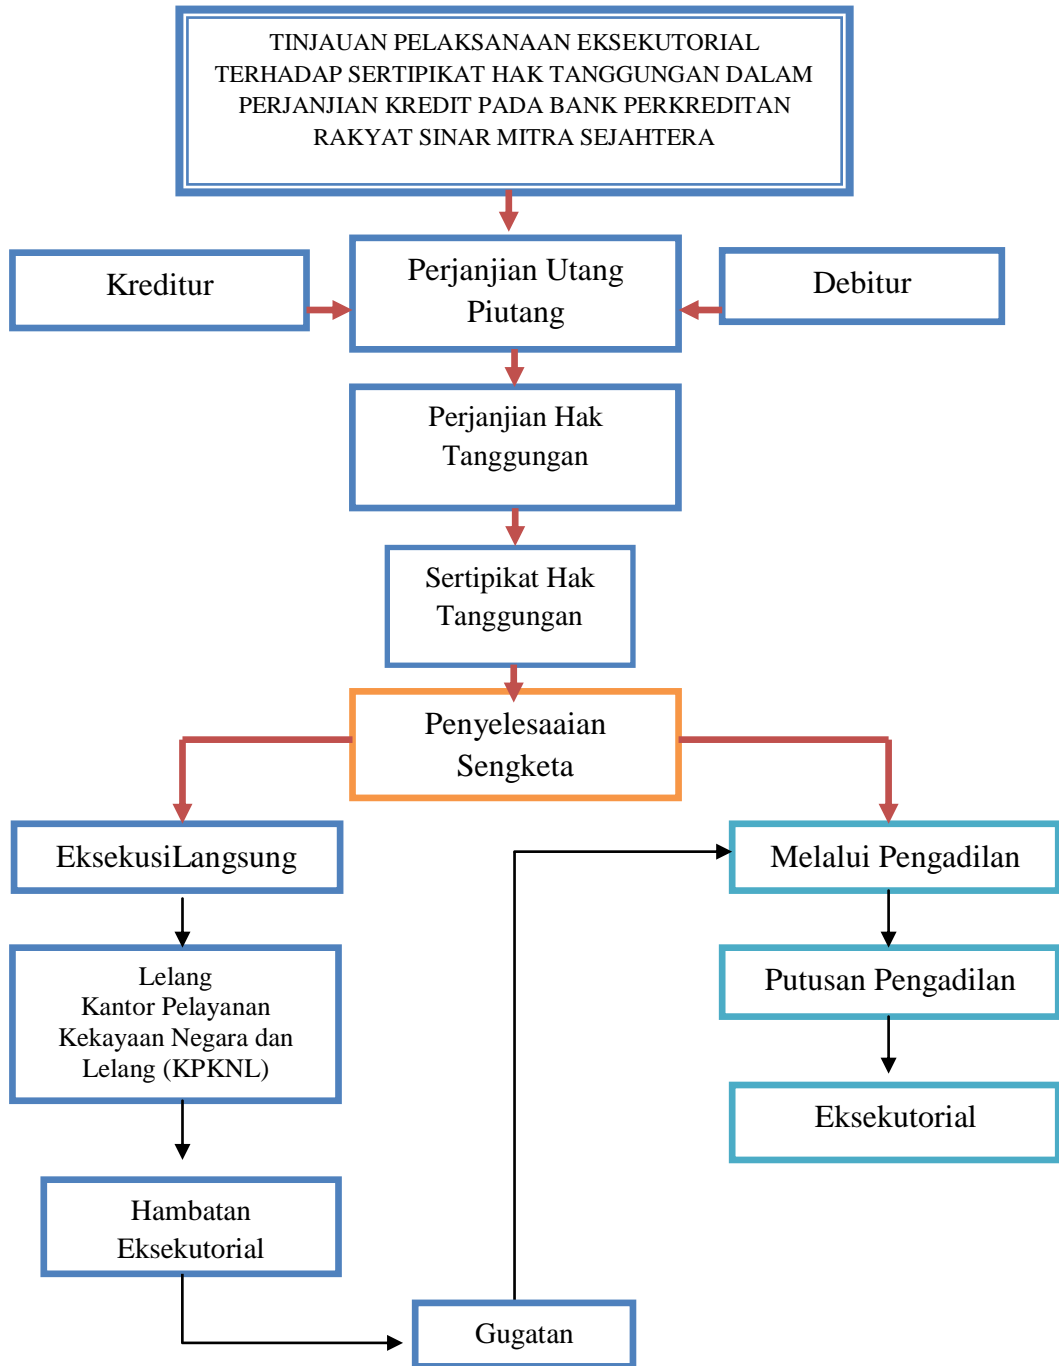 TINJAUAN PELAKSANAAN EKSEKUTORIAL
TERHADAP SERTIPIKAT HAK TANGGUNGAN DALAM
PERJANJIAN KREDIT PADA BANK PERKREDITAN
RAKYAT SINAR MITRA SEJAHTERA
Kreditur
Perjanjian Utang
Piutang
Debitur
Perjanjian Hak
Tanggungan
Sertipikat Hak
Tanggungan
Penyelesaaian
Sengketa
EksekusiLangsung
Melalui Pengadilan
Lelang
Kantor Pelayanan
Kekayaan Negara dan
Lelang (KPKNL)
Putusan Pengadilan
Eksekutorial
Hambatan
Eksekutorial
Gugatan